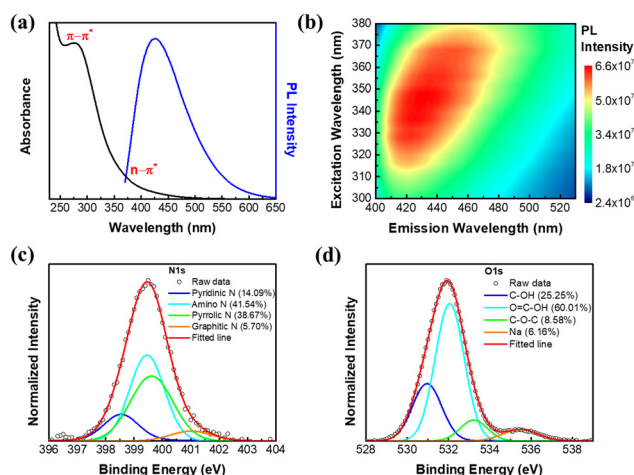 (a)
π–π*
n–π*
Absorbance
PL Intensity
230 300 350 400 450 500 550 600 650
Wavelength (nm)
(b)
Excitation Wavelength (nm)
380
370
360
350
340
330
320
310
300
400 420 440 460 480 500 520
Emission Wavelength (nm)
PL
Intensity
6.6x10⁷
5.0x10⁷
3.4x10⁷
1.8x10⁷
2.4x10⁶
(c)
N1s
Raw data
Pyridinic N (14.09%)
Amino N (41.54%)
Pyrrolic N (38.67%)
Graphitic N (5.70%)
Fitted line
Normalized Intensity
396 397 398 399 400 401 402 403 404
Binding Energy (eV)
(d)
O1s
Raw data
C-OH (25.25%)
O=C-OH (60.01%)
C-O-C (8.58%)
Na (6.16%)
Fitted line
Normalized Intensity
528 530 532 534 536 538
Binding Energy (eV)